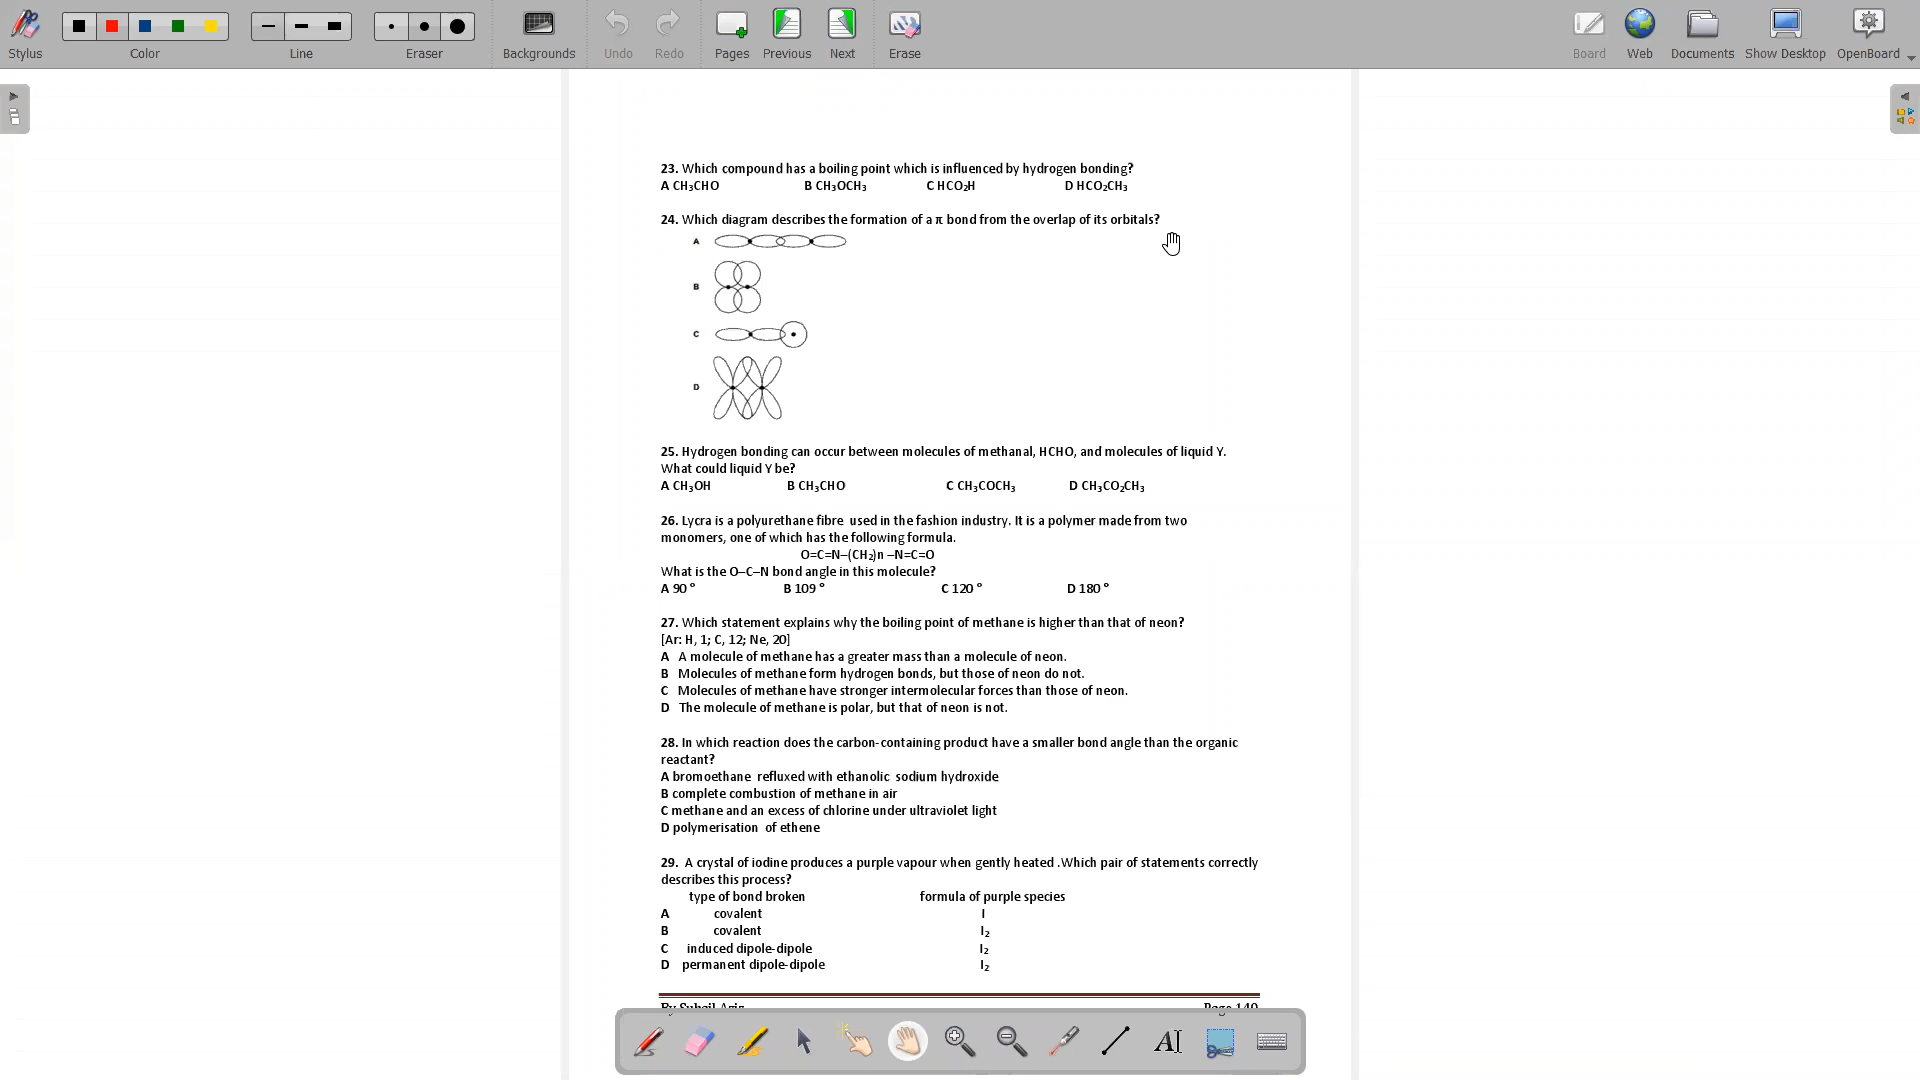 Stylus
Color
Line
Eraser
Backgrounds
Undo
Redo
Pages
Previous
Next
Erase
Board
Web
Documents
Show Desktop
OpenBoard
23. Which compound has a boiling point which is influenced by hydrogen bonding?
A CH₃CHO B CH₃OCH₃ C HCO₂H D HCO₂CH₃
24. Which diagram describes the formation of a π bond from the overlap of its orbitals?
A
B
C
D
25. Hydrogen bonding can occur between molecules of methanal, HCHO, and molecules of liquid Y.
What could liquid Y be?
A CH₃OH B CH₃CHO C CH₃COCH₃ D CH₃CO₂CH₃
26. Lycra is a polyurethane fibre used in the fashion industry. It is a polymer made from two
monomers, one of which has the following formula.
O=C=N–(CH₂)n –N=C=O
What is the O–C–N bond angle in this molecule?
A 90 ° B 109 ° C 120 ° D 180 °
27. Which statement explains why the boiling point of methane is higher than that of neon?
[Ar: H, 1; C, 12; Ne, 20]
A A molecule of methane has a greater mass than a molecule of neon.
B Molecules of methane form hydrogen bonds, but those of neon do not.
C Molecules of methane have stronger intermolecular forces than those of neon.
D The molecule of methane is polar, but that of neon is not.
28. In which reaction does the carbon-containing product have a smaller bond angle than the organic
reactant?
A bromoethane refluxed with ethanolic sodium hydroxide
B complete combustion of methane in air
C methane and an excess of chlorine under ultraviolet light
D polymerisation of ethene
29. A crystal of iodine produces a purple vapour when gently heated .Which pair of statements correctly
describes this process?
type of bond broken formula of purple species
A covalent I
B covalent I₂
C induced dipole-dipole I₂
D permanent dipole-dipole I₂
By Suhail Aziz Page 140